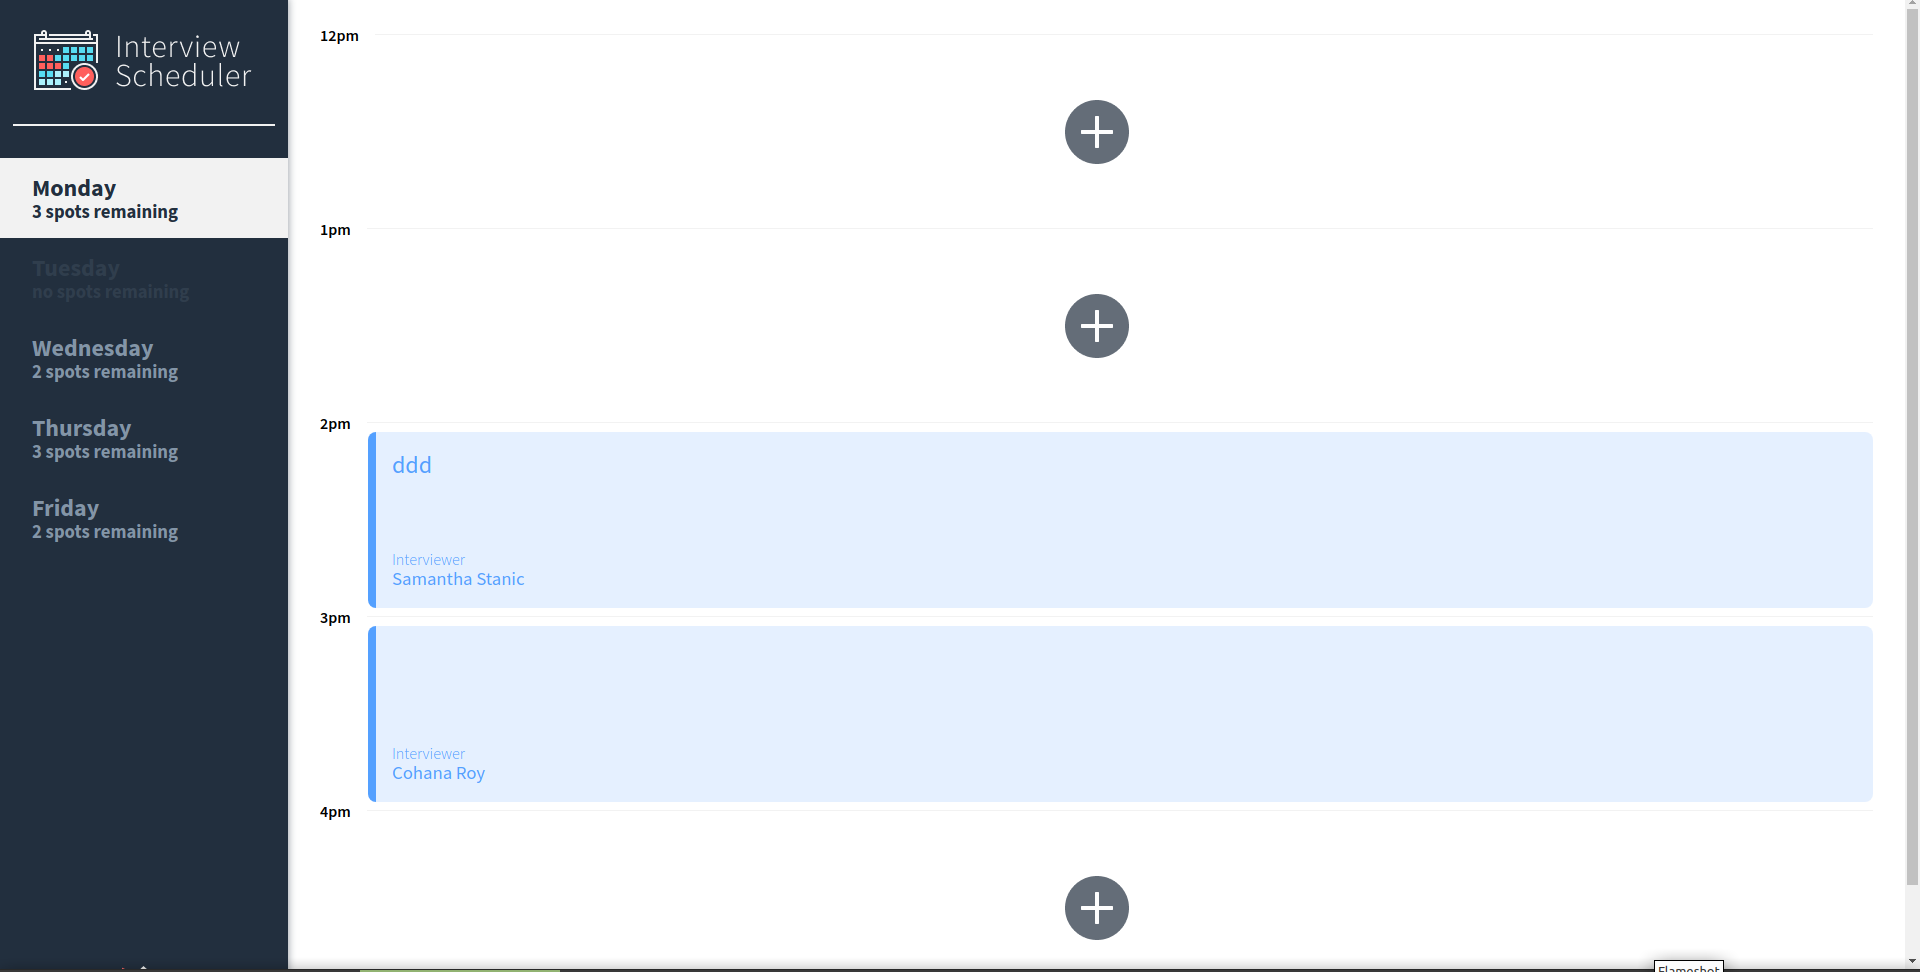 Interview
Scheduler
Monday
3 spots remaining
Tuesday
no spots remaining
Wednesday
2 spots remaining
Thursday
3 spots remaining
Friday
2 spots remaining
12pm
1pm
2pm
ddd
Interviewer
Samantha Stanic
3pm
Interviewer
Cohana Roy
4pm
Flameshot